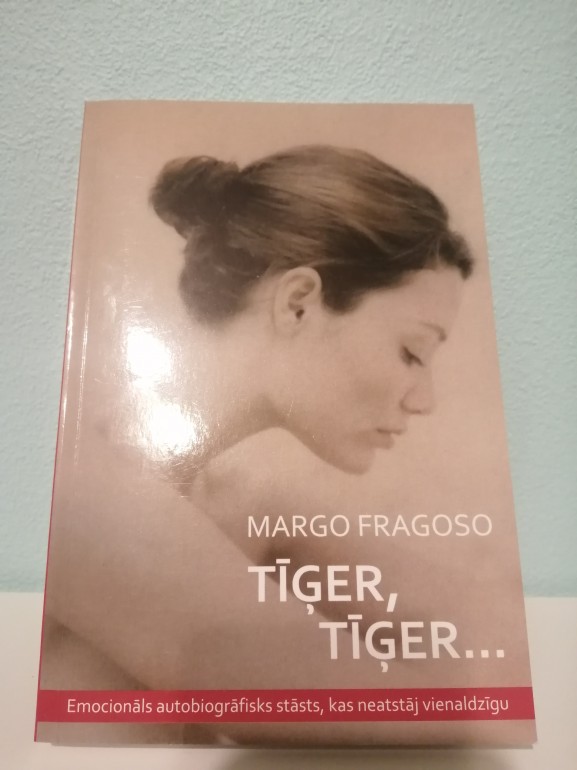 MARGO FRAGOSO
TĪĢER,
TĪĢER...
Emocionāls autobiogrāfisks stāsts, kas neatstāj vienaldzīgu